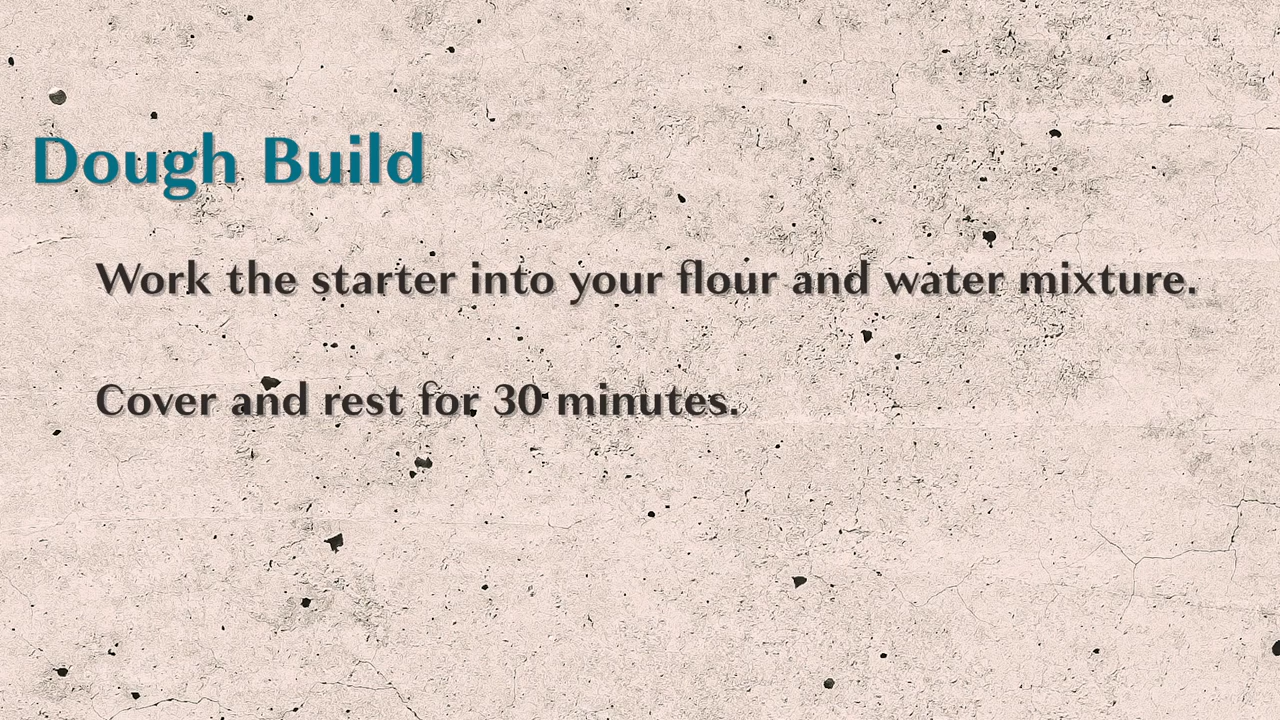 Dough Build
Work the starter into your flour and water mixture.
Cover and rest for 30 minutes.